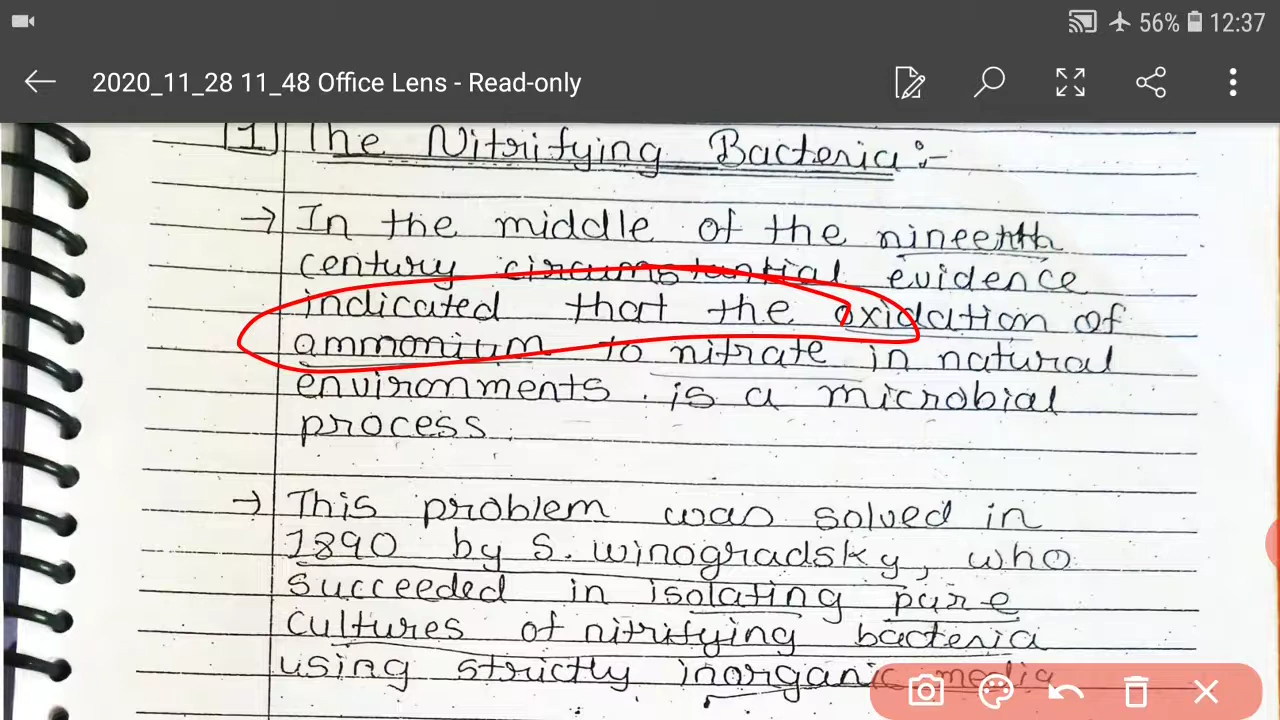 56% 12:37
2020_11_28 11_48 Office Lens - Read-only
1 The Nitrifying Bacteria:-
→ In the middle of the nineenth
century circumstantial evidence
indicated that the oxidation of
ammonium to nitrate in natural
environments. is a microbial
process.
→ This problem was solved in
1890 by S. winogradsky, who
succeeded in isolating pure
cultures of nitrifying bacteria
using strictly inorganic media